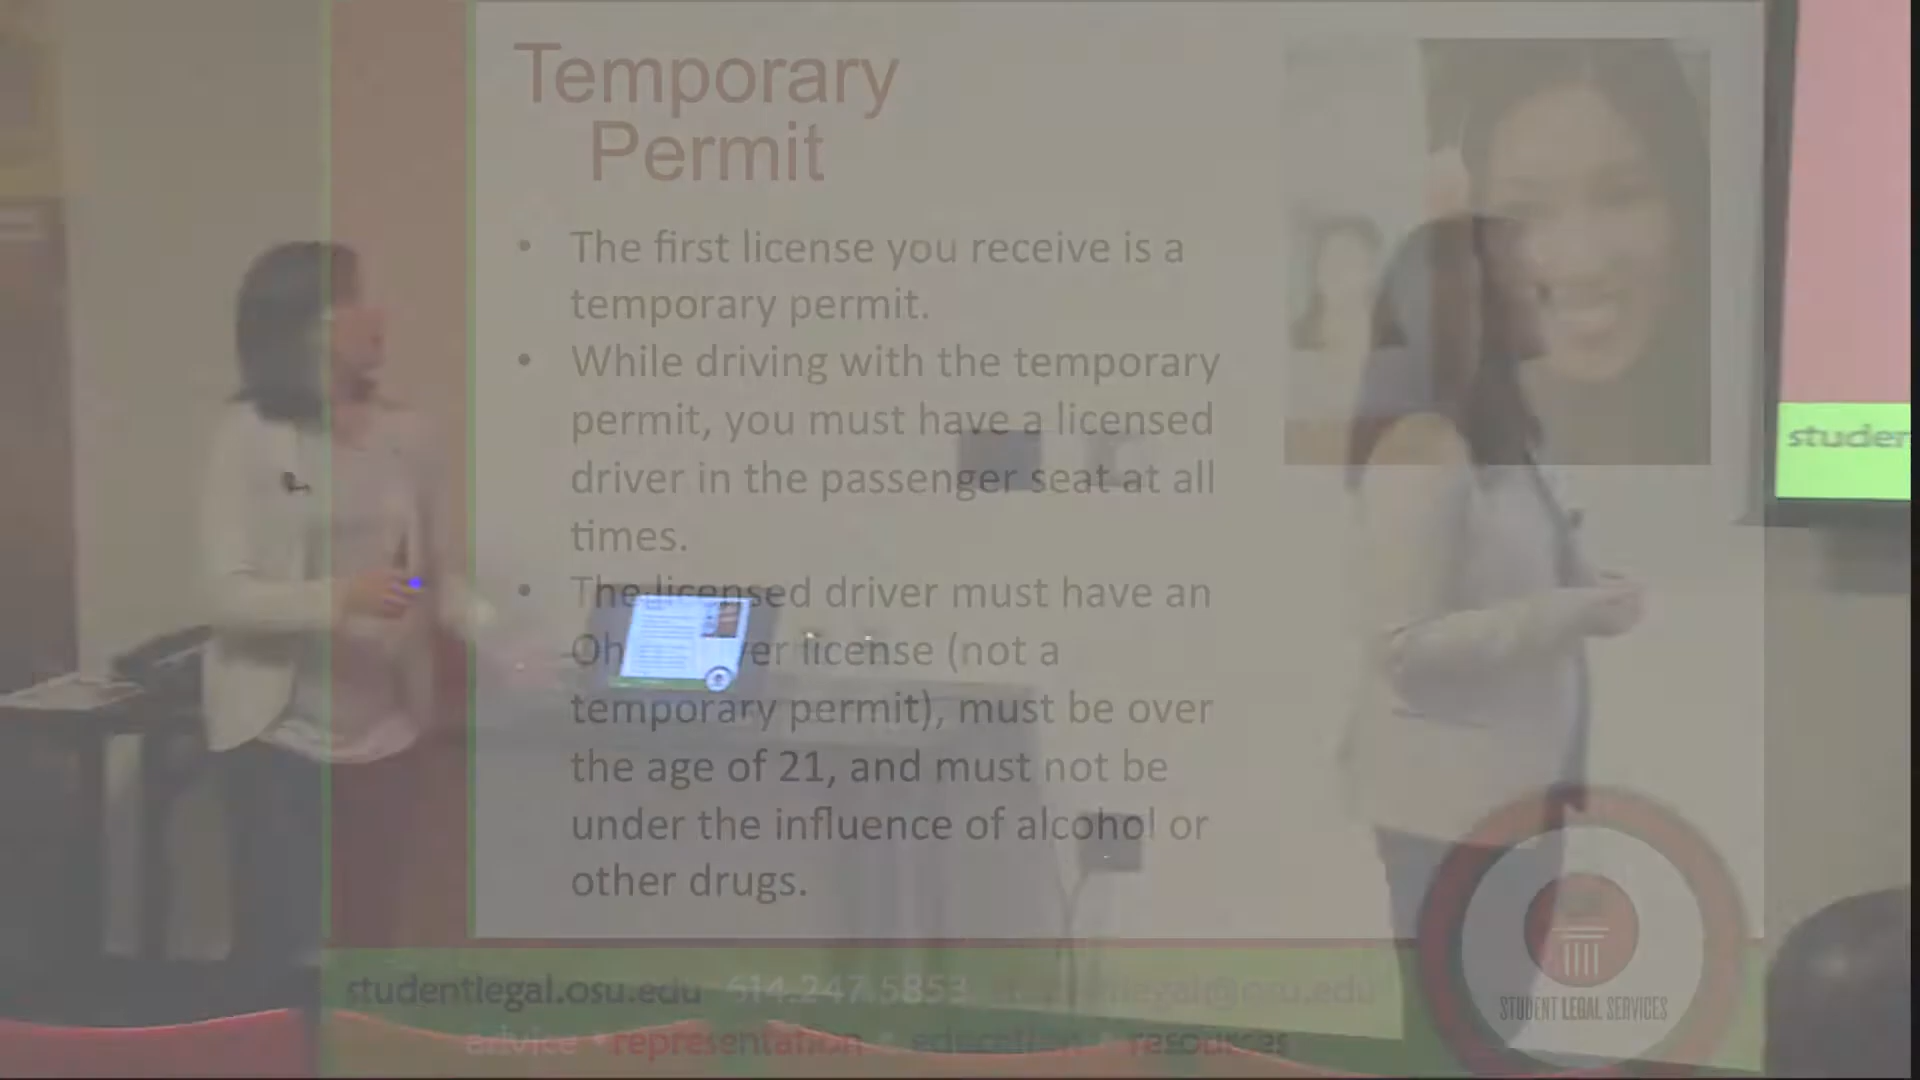 Temporary
Permit
• The first license you receive is a
temporary permit.
• While driving with the temporary
permit, you must have a licensed
driver in the passenger seat at all
times.
• The licensed driver must have an
license (not a
temporary permit), must be over
the age of 21, and must not be
under the influence of alcohol or
other drugs.
studentlegal.osu.edu 614.247.5853 legal@osu.edu
advice • representation • education • resources
STUDENT LEGAL SERVICES